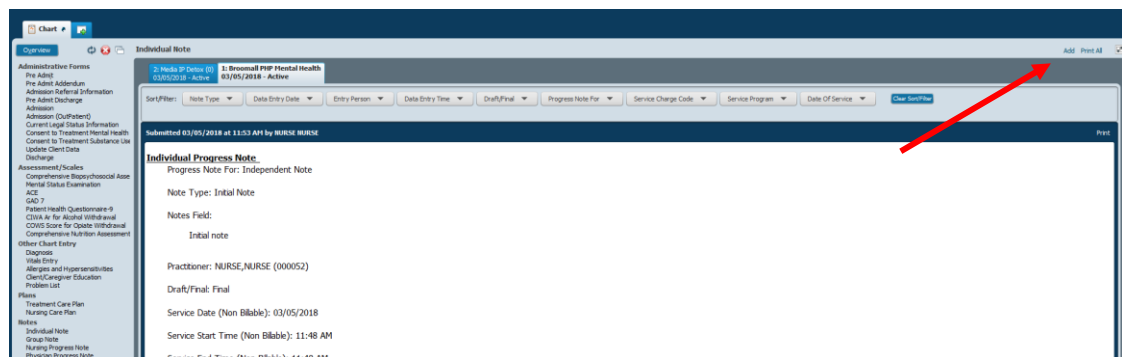 Chart
Overview
Individual Note
Add Print All
Administrative Forms
Pre Admit
Pre Admit Addendum
Admission Referral Information
Pre Admit Discharge
Admission
Admission (OutPatient)
Current Legal Status Information
Consent to Treatment Mental Health
Consent to Treatment Substance Use
Update Client Data
Discharge
Assessment/Scales
Comprehensive Biopsychosocial Asse
Mental Status Examination
ACE
GAD 7
Patient Health Questionnaire-9
CIWA Ar for Alcohol Withdrawal
COWS Score for Opiate Withdrawal
Comprehensive Nutrition Assessment
Other Chart Entry
Diagnosis
Vitals Entry
Allergies and Hypersensitivities
Client/Caregiver Education
Problem List
Plans
Treatment Care Plan
Nursing Care Plan
Notes
Individual Note
Group Note
Nursing Progress Note
Physician Progress Note
2: Media IP Detox (0)
03/05/2018 - Active
1: Broomall PHP Mental Health
03/05/2018 - Active
Sort/Filter: Note Type Data Entry Date Entry Person Data Entry Time Draft/Final Progress Note For Service Charge Code Service Program Date Of Service Clear Sort/Filter
Submitted 03/05/2018 at 11:53 AM by NURSE NURSE Print
Individual Progress Note
Progress Note For: Independent Note
Note Type: Initial Note
Notes Field:
Initial note
Practitioner: NURSE,NURSE (000052)
Draft/Final: Final
Service Date (Non Billable): 03/05/2018
Service Start Time (Non Billable): 11:48 AM
Service End Time (Non Billable): 11:48 AM